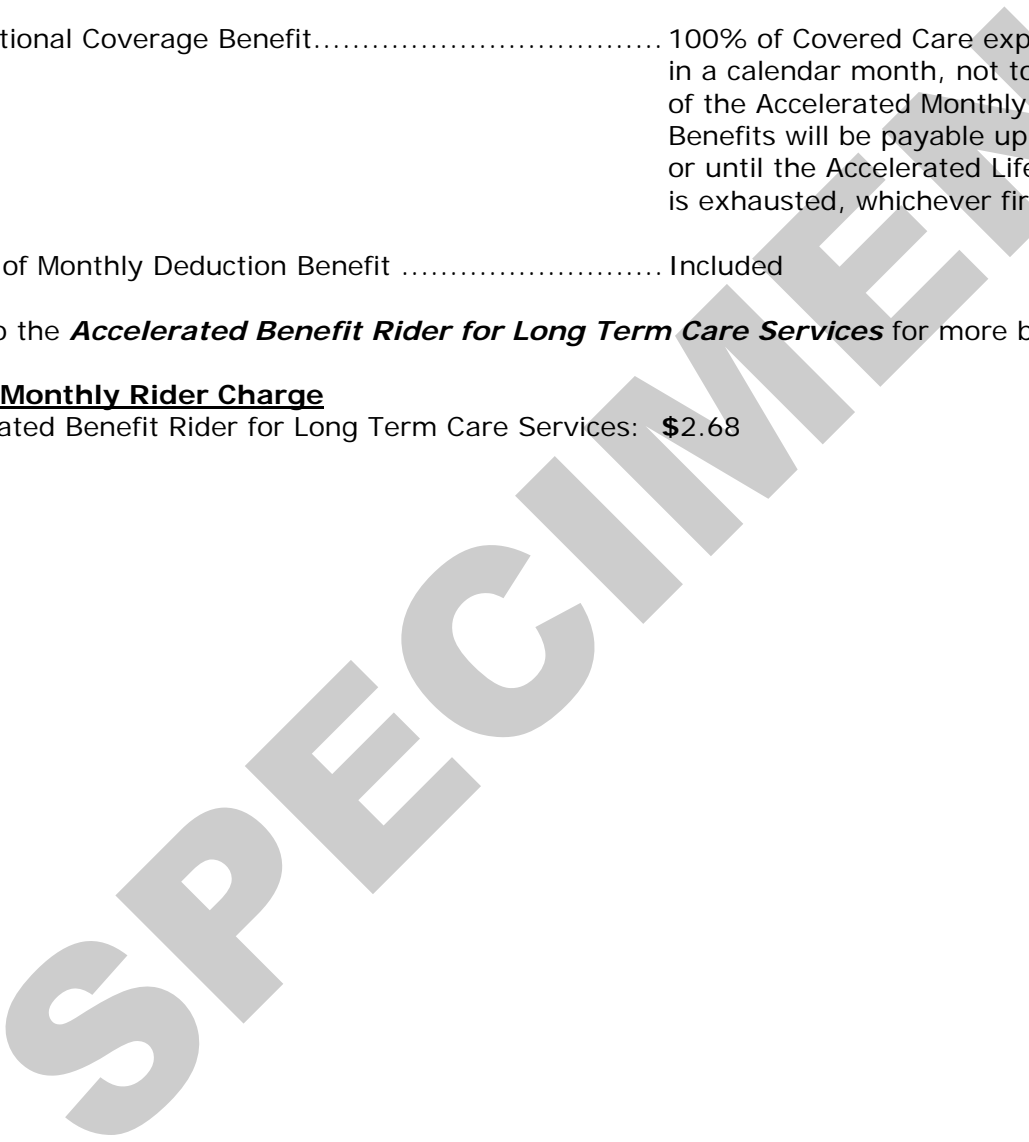 tional Coverage Benefit.................................... 100% of Covered Care exp
in a calendar month, not to
of the Accelerated Monthly
Benefits will be payable up
or until the Accelerated Life
is exhausted, whichever fir
of Monthly Deduction Benefit ........................... Included
o the Accelerated Benefit Rider for Long Term Care Services for more b
Monthly Rider Charge
ated Benefit Rider for Long Term Care Services: $2.68
SPECIMEN